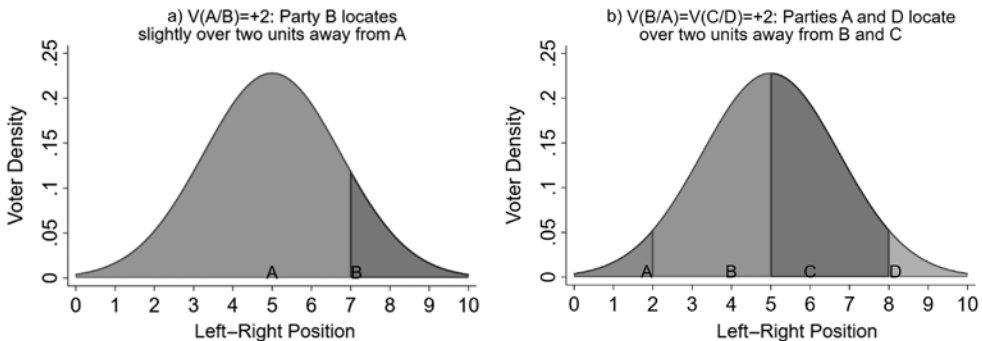 a) V(A/B)=+2: Party B locates
slightly over two units away from A
Voter Density
.25
.2
.15
.1
.05
0
A
B
0 1 2 3 4 5 6 7 8 9 10
Left–Right Position
b) V(B/A)=V(C/D)=+2: Parties A and D locate
over two units away from B and C
Voter Density
.25
.2
.15
.1
.05
0
A
B
C
D
0 1 2 3 4 5 6 7 8 9 10
Left–Right Position